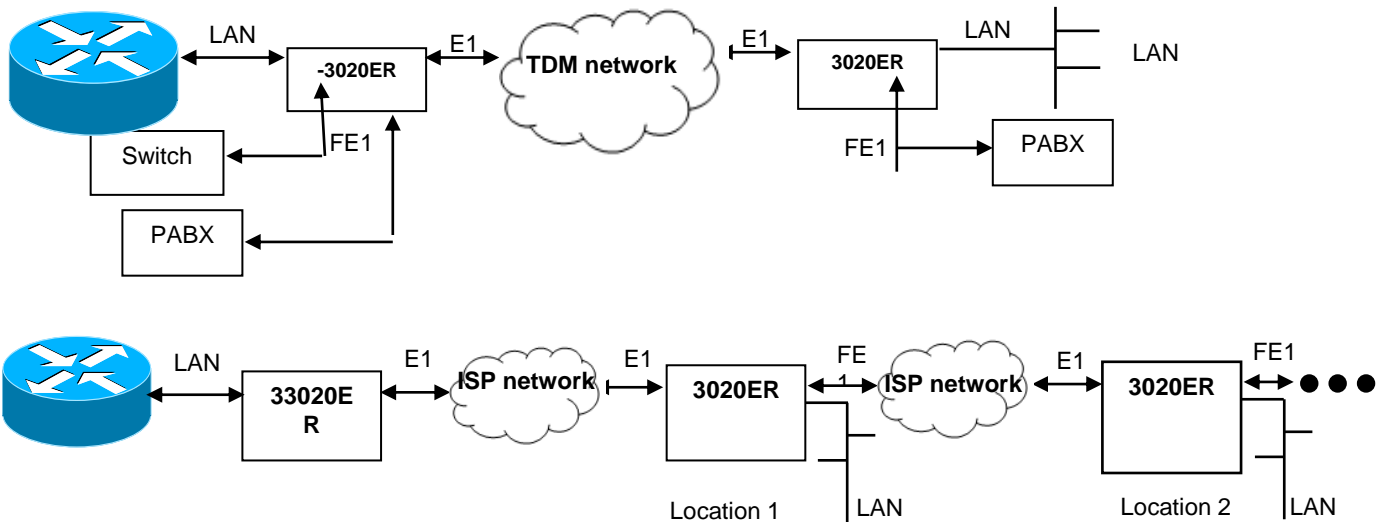 LAN
-3020ER
E1
TDM network
E1
3020ER
LAN
LAN
Switch
FE1
FE1
PABX
PABX
LAN
33020E
R
E1
ISP network
E1
3020ER
FE
1
ISP network
E1
3020ER
FE1
Location 1
LAN
Location 2
LAN